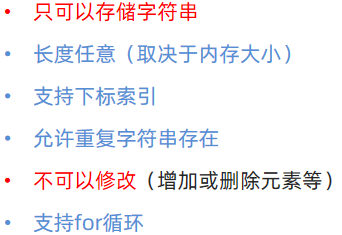 • 只可以存储字符串
• 长度任意（取决于内存大小）
• 支持下标索引
• 允许重复字符串存在
• 不可以修改（增加或删除元素等）
• 支持for循环